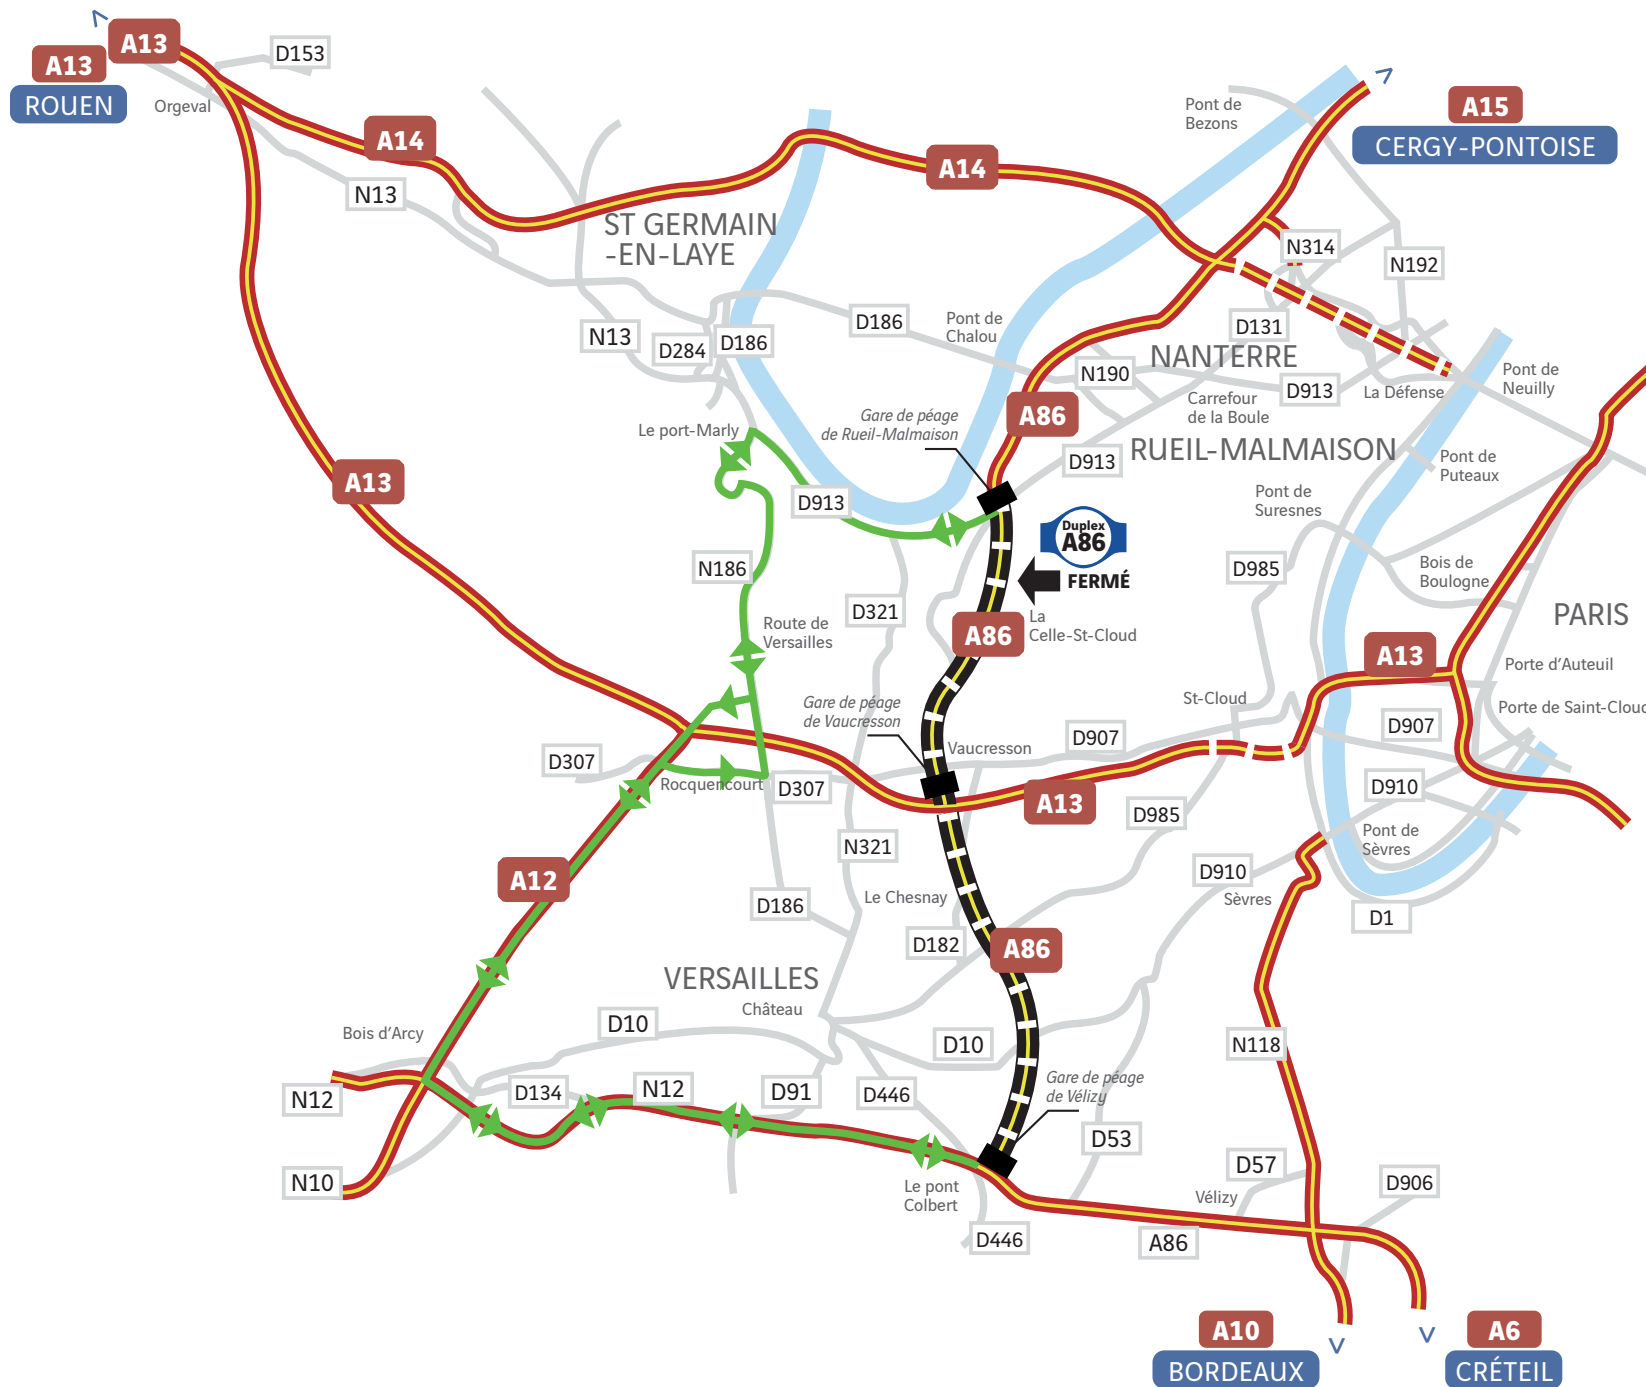 A13
A13
ROUEN
D153
Orgeval
A14
N13
A14
Pont de
Bezons
A15
CERGY-PONTOISE
ST GERMAIN
-EN-LAYE
N314
N192
N13
D284
D186
D186
Pont de
Chalou
D131
NANTERRE
N190
D913
La Défense
Pont de
Neuilly
Carrefour
de la Boule
Gare de péage
de Rueil-Malmaison
A86
Le port-Marly
RUEIL-MALMAISON
D913
Pont de
Puteaux
A13
D913
Pont de
Suresnes
Duplex
A86
FERMÉ
N186
D985
Bois de
Boulogne
D321
La
Celle-St-Cloud
A86
Route de
Versailles
PARIS
A13
Porte d'Auteuil
Gare de péage
de Vaucresson
St-Cloud
Porte de Saint-Cloud
D907
D907
Vaucresson
D307
Rocquencourt
D307
A13
D910
D985
Pont de
Sèvres
N321
A12
D910
Sèvres
D186
Le Chesnay
D1
D182
A86
VERSAILLES
Château
D10
Bois d'Arcy
D10
N118
Gare de péage
de Vélizy
N12
D134
N12
D91
D446
D53
D57
N10
Le pont
Colbert
Vélizy
D906
D446
A86
A10
BORDEAUX
A6
CRÉTEIL